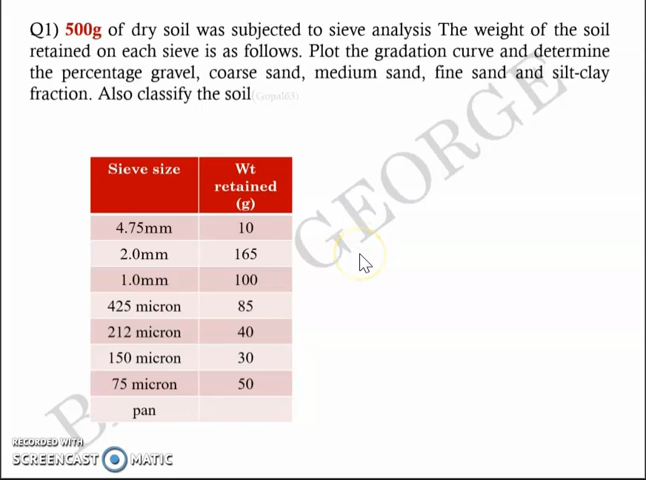 Q1) 500g of dry soil was subjected to sieve analysis The weight of the soil
retained on each sieve is as follows. Plot the gradation curve and determine
the percentage gravel, coarse sand, medium sand, fine sand and silt-clay
fraction. Also classify the soil(Gopal63)
Sieve size Wt retained (g)
4.75mm 10
2.0mm 165
1.0mm 100
425 micron 85
212 micron 40
150 micron 30
75 micron 50
pan
GEORGE
RECORDED WITH
SCREENCAST MATIC